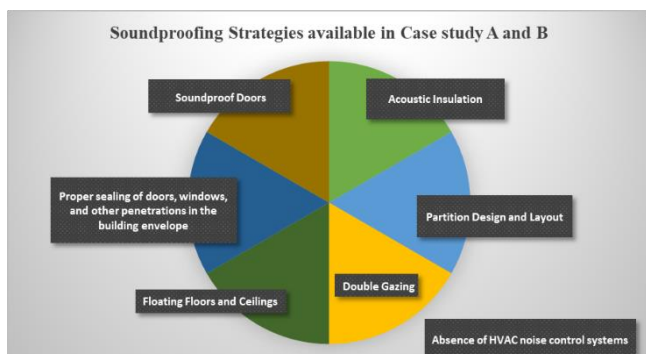 Soundproofing Strategies available in Case study A and B
Soundproof Doors
Acoustic Insulation
Proper sealing of doors, windows,
and other penetrations in the
building envelope
Partition Design and Layout
Double Gazing
Floating Floors and Ceilings
Absence of HVAC noise control systems